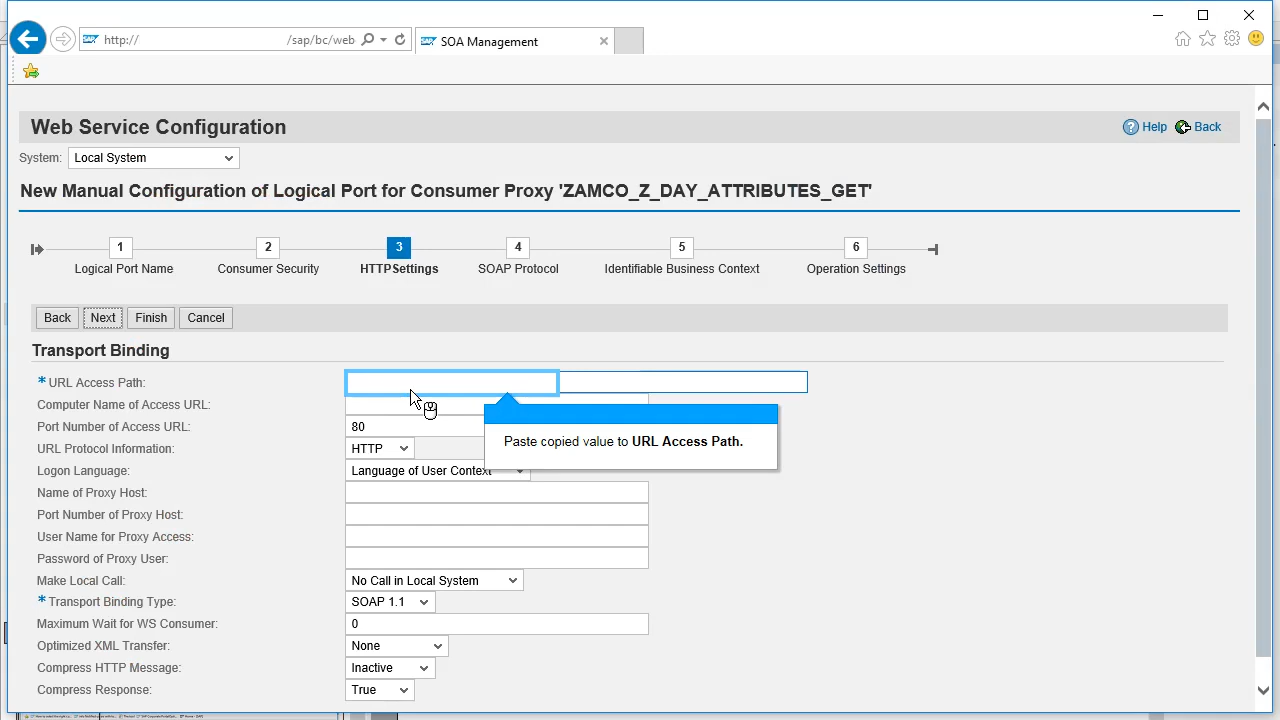 http://
/sap/bc/web
SOA Management
Web Service Configuration
Help
Back
System:
Local System
New Manual Configuration of Logical Port for Consumer Proxy 'ZAMCO_Z_DAY_ATTRIBUTES_GET'
1
2
3
4
5
6
Logical Port Name
Consumer Security
HTTPSettings
SOAP Protocol
Identifiable Business Context
Operation Settings
Back
Next
Finish
Cancel
Transport Binding
* URL Access Path:
Computer Name of Access URL:
Port Number of Access URL:
80
Paste copied value to URL Access Path.
URL Protocol Information:
HTTP
Logon Language:
Language of User Context
Name of Proxy Host:
Port Number of Proxy Host:
User Name for Proxy Access:
Password of Proxy User:
Make Local Call:
No Call in Local System
* Transport Binding Type:
SOAP 1.1
Maximum Wait for WS Consumer:
0
Optimized XML Transfer:
None
Compress HTTP Message:
Inactive
Compress Response:
True